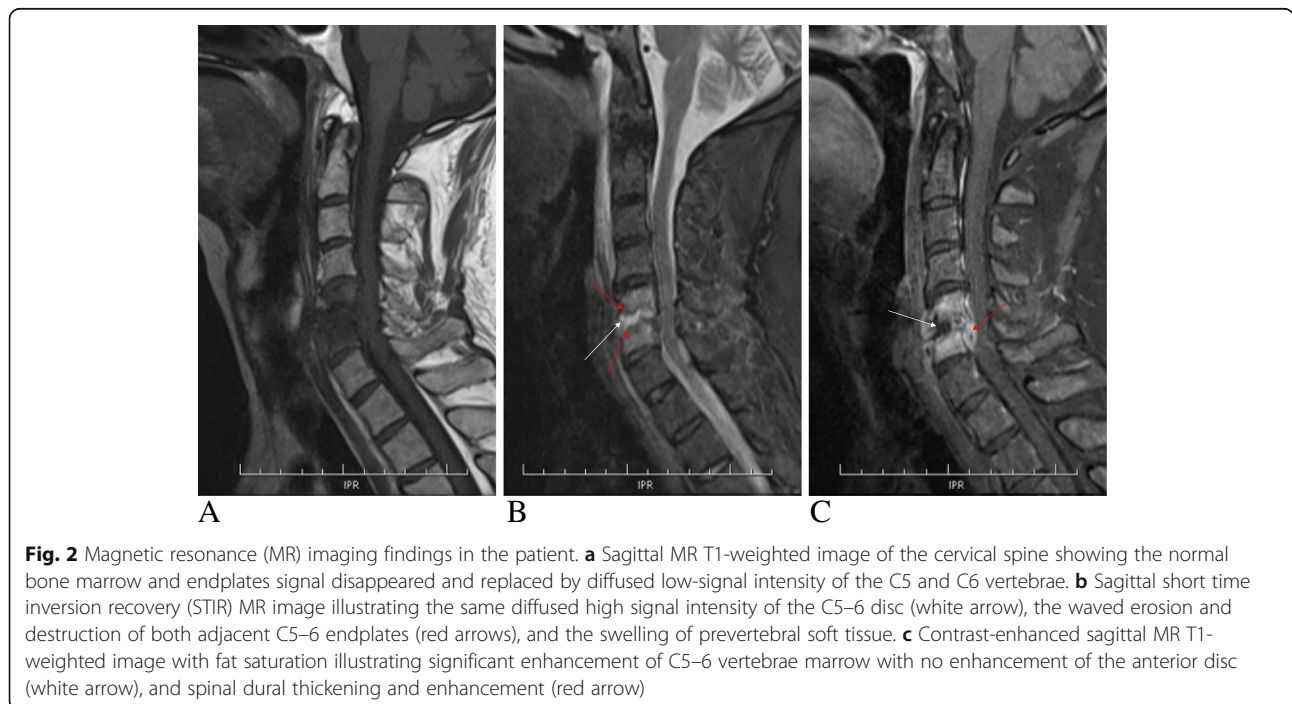 IPR
IPR
IPR
A
B
C
Fig. 2 Magnetic resonance (MR) imaging findings in the patient. a Sagittal MR T1-weighted image of the cervical spine showing the normal
bone marrow and endplates signal disappeared and replaced by diffused low-signal intensity of the C5 and C6 vertebrae. b Sagittal short time
inversion recovery (STIR) MR image illustrating the same diffused high signal intensity of the C5–6 disc (white arrow), the waved erosion and
destruction of both adjacent C5–6 endplates (red arrows), and the swelling of prevertebral soft tissue. c Contrast-enhanced sagittal MR T1-
weighted image with fat saturation illustrating significant enhancement of C5–6 vertebrae marrow with no enhancement of the anterior disc
(white arrow), and spinal dural thickening and enhancement (red arrow)